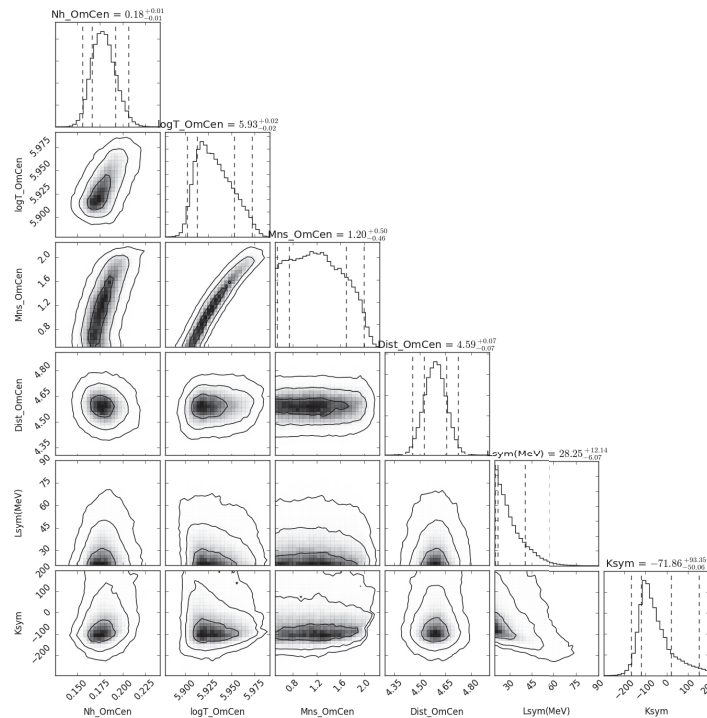 Nh_OmCen = 0.18 +0.01 −0.01
logT_OmCen = 5.93 +0.02 −0.02
5.975
5.950
5.925
5.900
logT_OmCen
Mns_OmCen = 1.20 +0.50 −0.46
2.0
1.6
1.2
0.8
Mns_OmCen
Dist_OmCen = 4.59 +0.07 −0.07
4.80
4.65
4.50
4.35
Dist_OmCen
Lsym(MeV) = 28.25 +12.14 −6.07
90
75
60
45
30
Lsym(MeV)
Ksym = −71.86 +93.35 −50.06
200
100
0
−100
−200
Ksym
0.150 0.175 0.200 0.225
5.900 5.925 5.950 5.975
0.8 1.2 1.6 2.0
4.35 4.50 4.65 4.80
30 45 60 75 90
−200 −100 0 100 200
Nh_OmCen logT_OmCen Mns_OmCen Dist_OmCen Lsym(MeV) Ksym